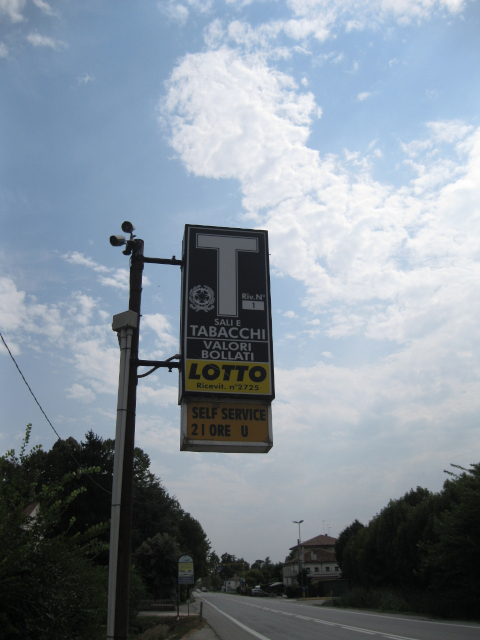 T
Riv. N°
1
SALI E
TABACCHI
VALORI
BOLLATI
LOTTO
Ricevit. n°2725
SELF SERVICE
21 ORE U